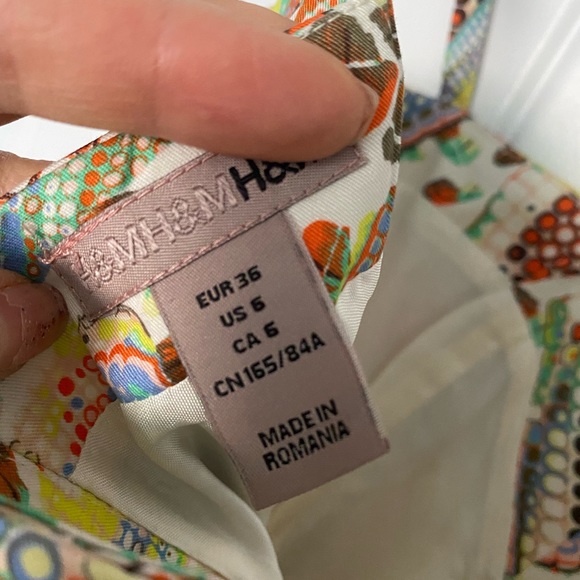 H&MH&MH&M
EUR 36
US 6
CA 6
CN165/84A
MADE IN
ROMANIA